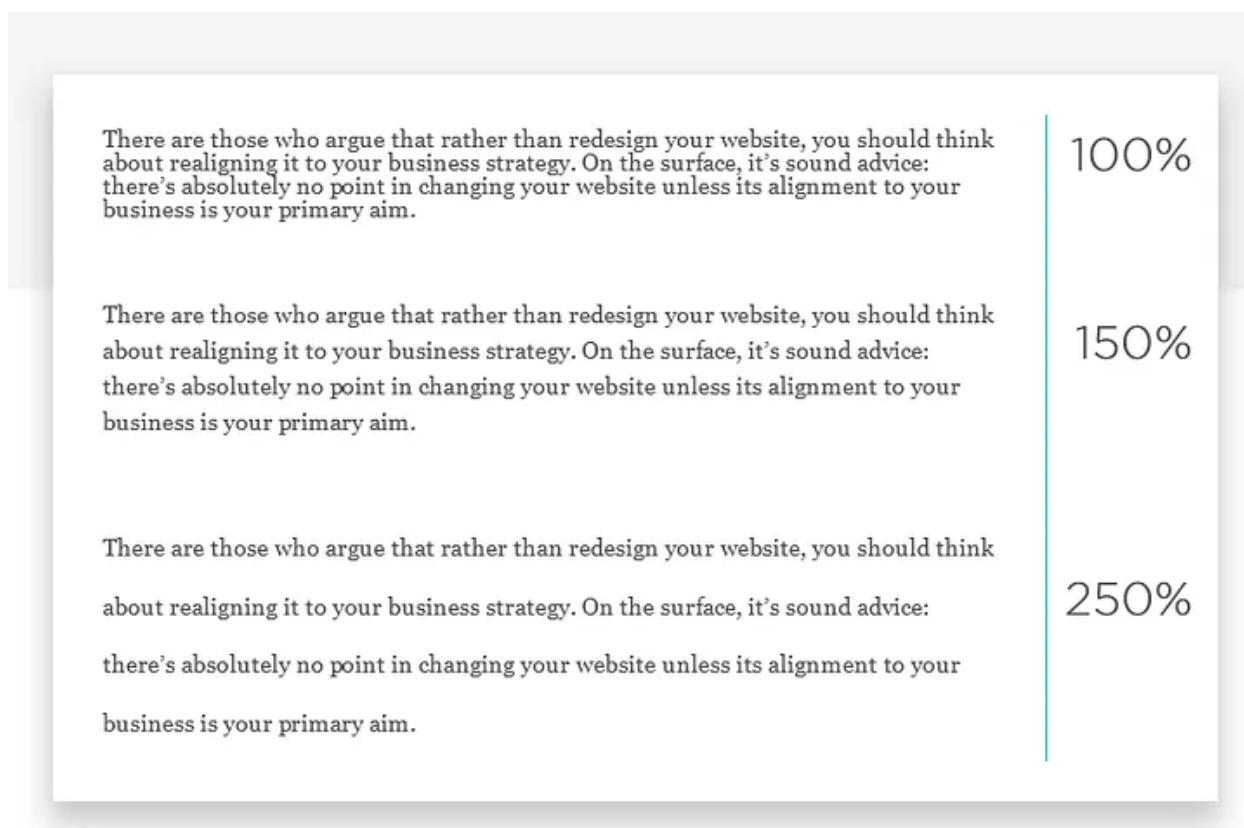 There are those who argue that rather than redesign your website, you should think
about realigning it to your business strategy. On the surface, it’s sound advice:
there’s absolutely no point in changing your website unless its alignment to your
business is your primary aim.
100%
There are those who argue that rather than redesign your website, you should think
about realigning it to your business strategy. On the surface, it’s sound advice:
there’s absolutely no point in changing your website unless its alignment to your
business is your primary aim.
150%
There are those who argue that rather than redesign your website, you should think
about realigning it to your business strategy. On the surface, it’s sound advice:
there’s absolutely no point in changing your website unless its alignment to your
business is your primary aim.
250%